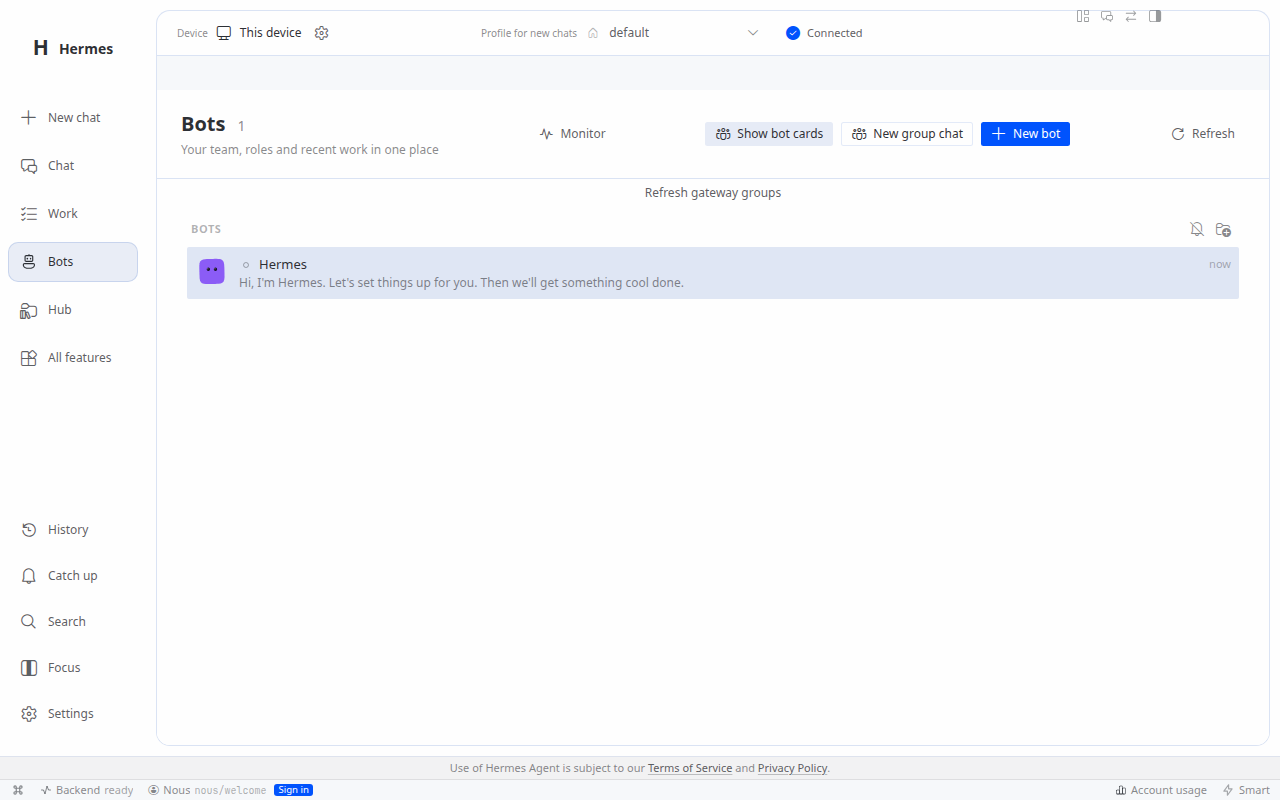 H Hermes
New chat
Chat
Work
Bots
Hub
All features
History
Catch up
Search
Focus
Settings
Device This device Profile for new chats default Connected
Bots 1
Your team, roles and recent work in one place
Monitor
Show bot cards
New group chat
New bot
Refresh
Refresh gateway groups
BOTS
Hermes now
Hi, I'm Hermes. Let's set things up for you. Then we'll get something cool done.
Use of Hermes Agent is subject to our Terms of Service and Privacy Policy.
Backend ready Nous nous/welcome Sign in Account usage Smart